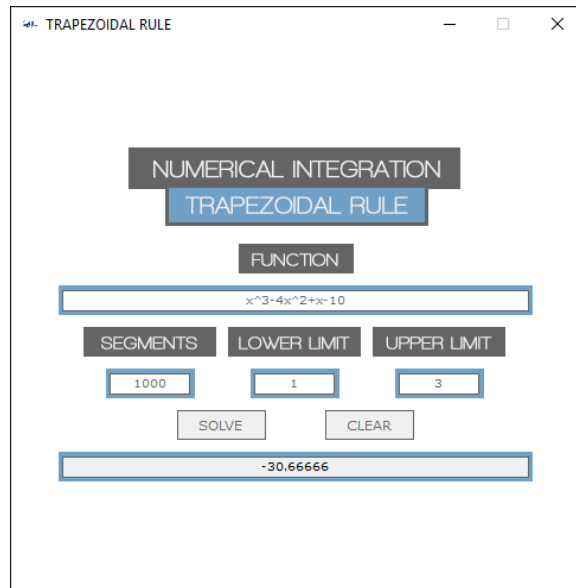 TRAPEZOIDAL RULE
NUMERICAL INTEGRATION
TRAPEZOIDAL RULE
FUNCTION
x^3-4x^2+x-10
SEGMENTS LOWER LIMIT UPPER LIMIT
1000 1 3
SOLVE CLEAR
-30.66666